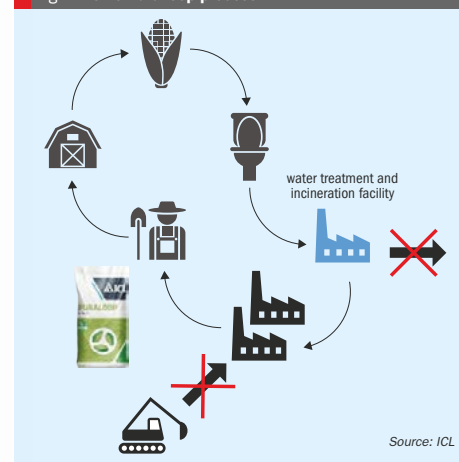 water treatment and
incineration facility
ICL
Source: ICL